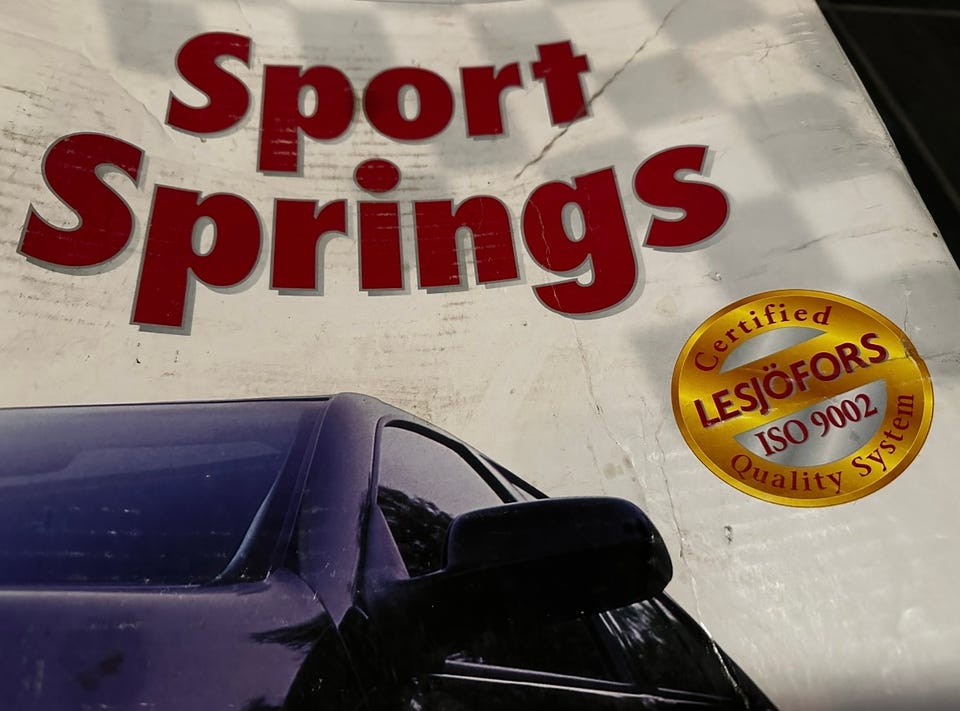 Sport
Springs
Certified
LESJÖFORS
ISO 9002
Quality System